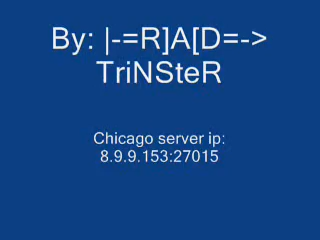 By: |-=R]A[D=->
TriNSteR
Chicago server ip:
8.9.9.153:27015